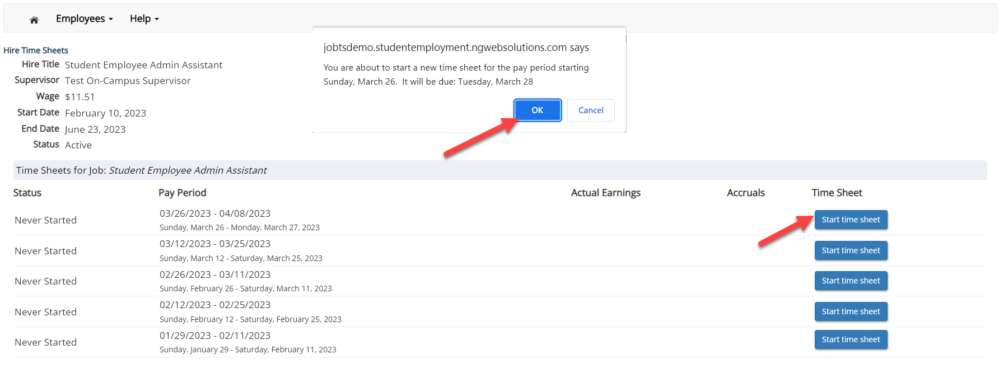 Employees Help
jobtsdemo.studentemployment.ngwebsolutions.com says
You are about to start a new time sheet for the pay period starting
Sunday, March 26.  It will be due: Tuesday, March 28
OK Cancel
Hire Time Sheets
Hire Title Student Employee Admin Assistant
Supervisor Test On-Campus Supervisor
Wage $11.51
Start Date February 10, 2023
End Date June 23, 2023
Status Active
Time Sheets for Job: Student Employee Admin Assistant
Status Pay Period Actual Earnings Accruals Time Sheet
Never Started 03/26/2023 - 04/08/2023 Start time sheet
Sunday, March 26 - Monday, March 27, 2023
Never Started 03/12/2023 - 03/25/2023 Start time sheet
Sunday, March 12 - Saturday, March 25, 2023
Never Started 02/26/2023 - 03/11/2023 Start time sheet
Sunday, February 26 - Saturday, March 11, 2023
Never Started 02/12/2023 - 02/25/2023 Start time sheet
Sunday, February 12 - Saturday, February 25, 2023
Never Started 01/29/2023 - 02/11/2023 Start time sheet
Sunday, January 29 - Saturday, February 11, 2023